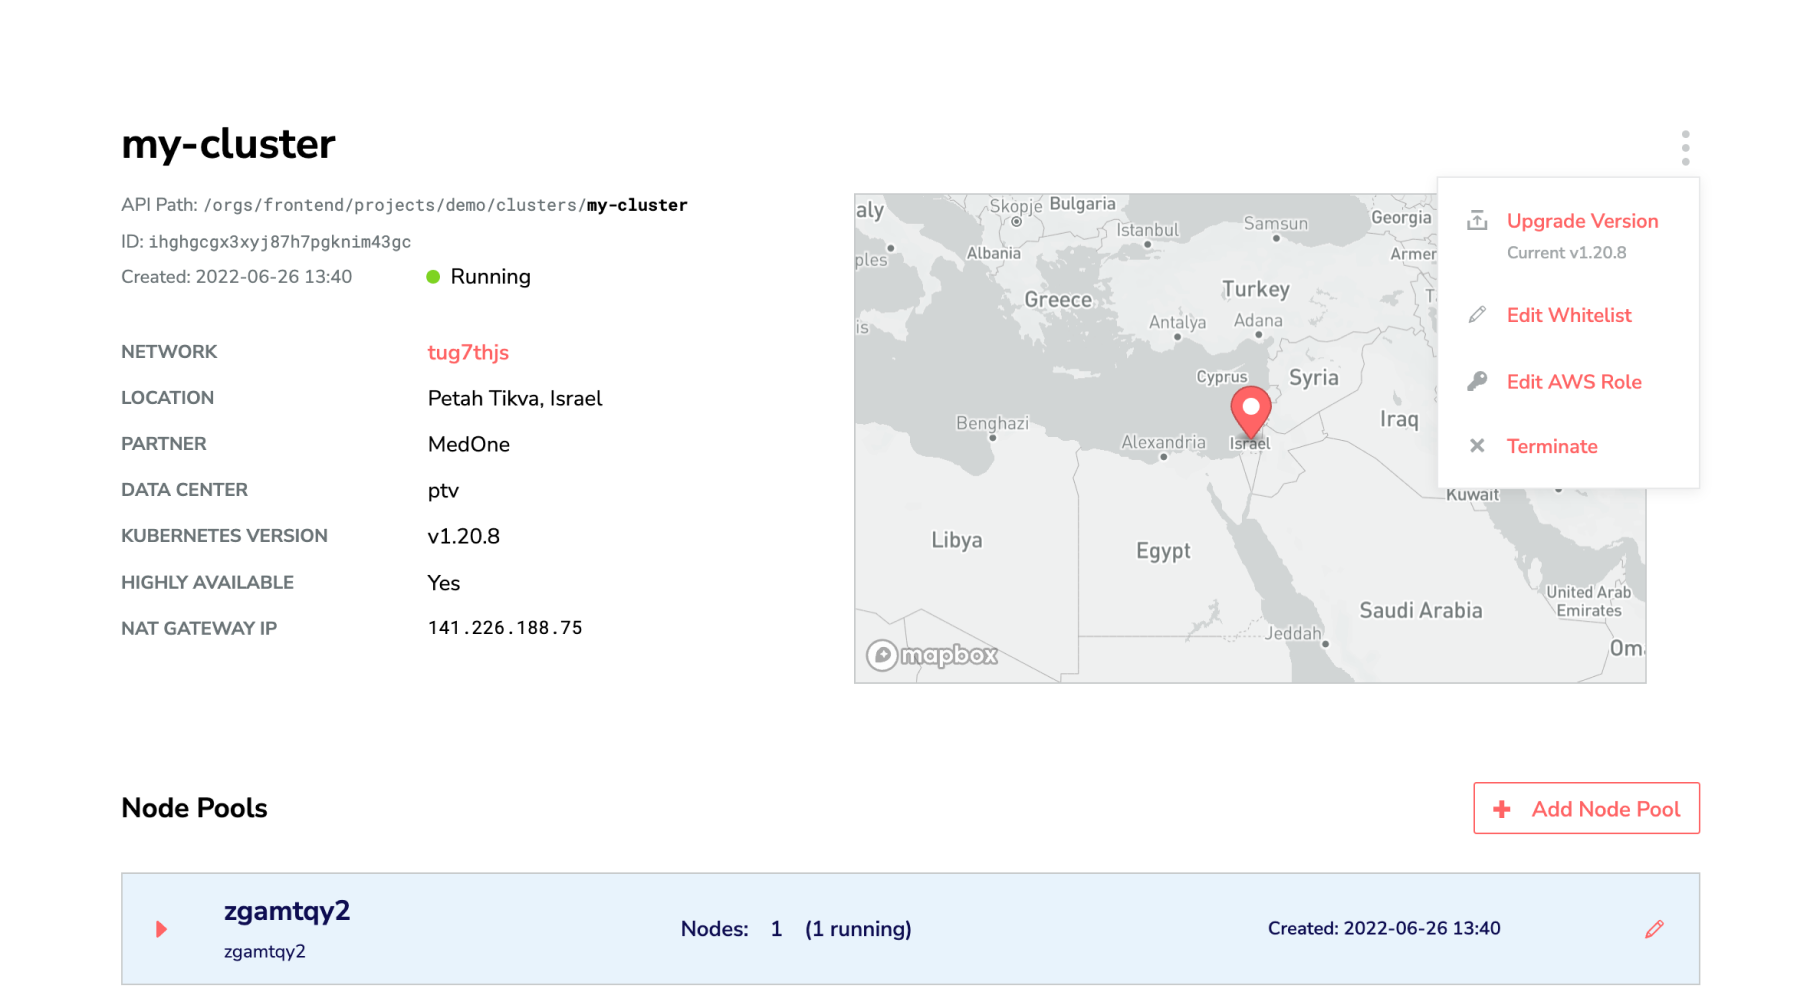 my-cluster
API Path: /orgs/frontend/projects/demo/clusters/my-cluster
ID: ihghgcgx3xyj87h7pgknim43gc
Created: 2022-06-26 13:40
Running
NETWORK tug7thjs
LOCATION Petah Tikva, Israel
PARTNER MedOne
DATA CENTER ptv
KUBERNETES VERSION v1.20.8
HIGHLY AVAILABLE Yes
NAT GATEWAY IP 141.226.188.75
Upgrade Version
Current v1.20.8
Edit Whitelist
Edit AWS Role
Terminate
Skopje
Bulgaria
Georgia
Istanbul
Samsun
Albania
Greece
Turkey
Antalya
Adana
Cyprus
Syria
Iraq
Benghazi
Alexandria
Israel
Kuwait
Libya
Egypt
Saudi Arabia
United Arab
Emirates
Jeddah
mapbox
Node Pools
Add Node Pool
zgamtqy2
zgamtqy2
Nodes: 1 (1 running)
Created: 2022-06-26 13:40